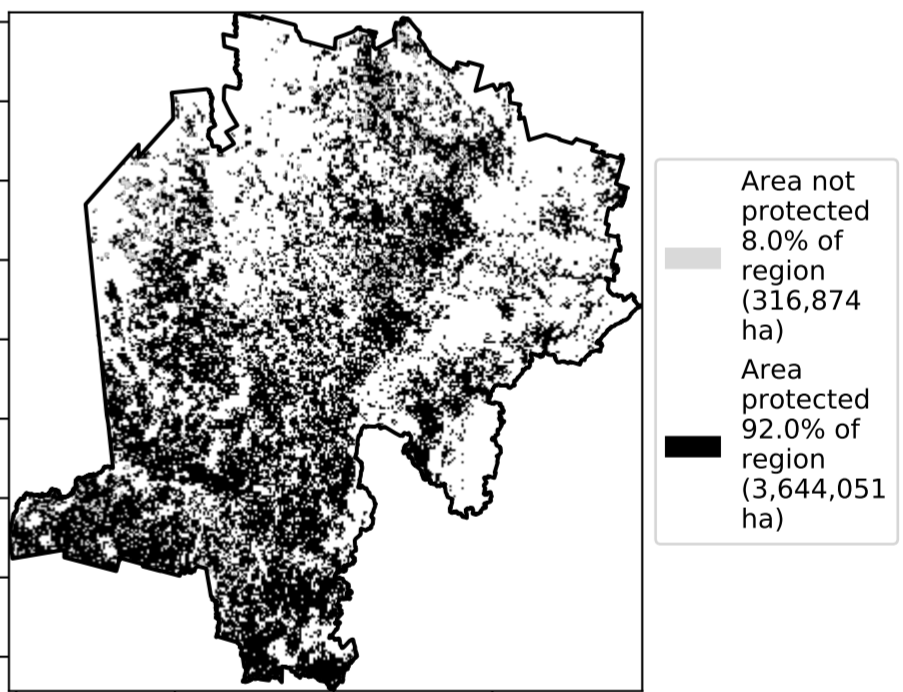 Area not
protected
8.0% of
region
(316,874
ha)
Area
protected
92.0% of
region
(3,644,051
ha)